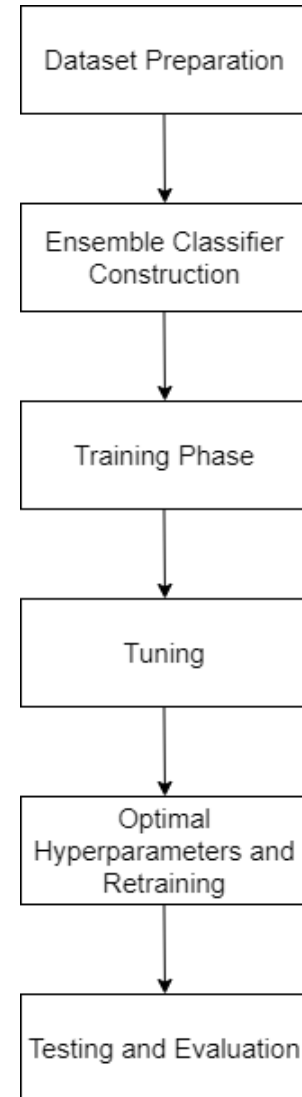 Dataset Preparation
Ensemble Classifier
Construction
Training Phase
Tuning
Optimal
Hyperparameters and
Retraining
Testing and Evaluation